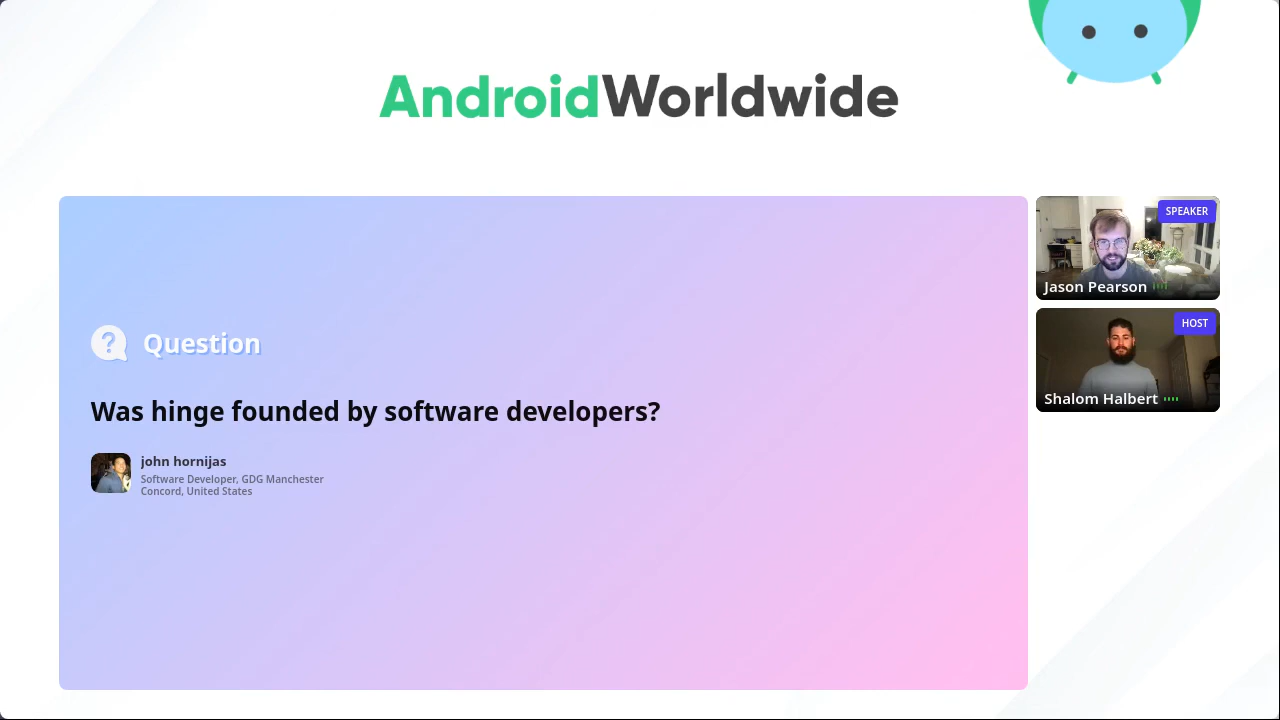 AndroidWorldwide
SPEAKER
Jason Pearson
HOST
Shalom Halbert
Question
Was hinge founded by software developers?
john hornijas
Software Developer, GDG Manchester
Concord, United States